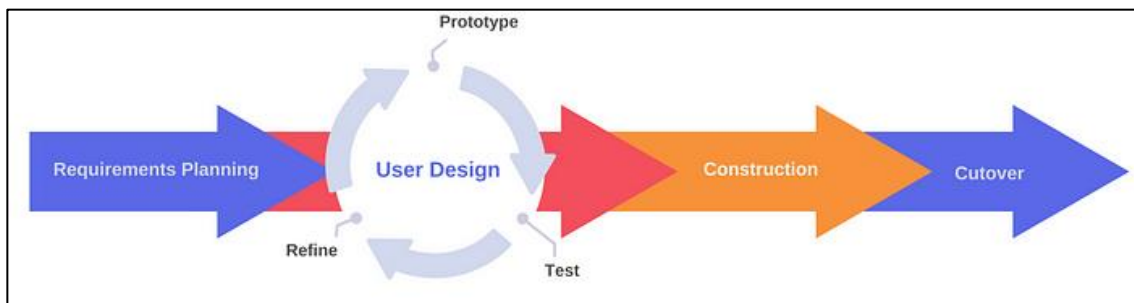 Prototype
Requirements Planning
User Design
Construction
Cutover
Refine
Test